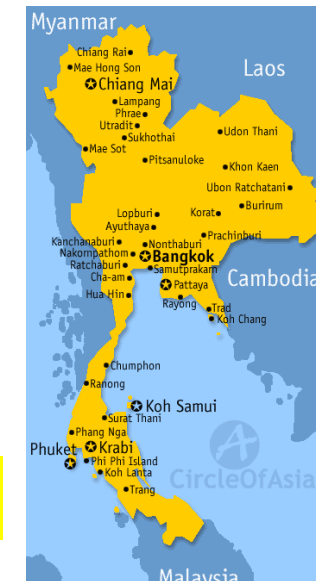 Myanmar
Laos
Chiang Rai
Mae Hong Son
Chiang Mai
Lampang
Phrae
Utradit
Sukhothai
Udon Thani
Mae Sot
Pitsanuloke
Khon Kaen
Ubon Ratchatani
Burirum
Lopburi
Korat
Ayuthaya
Prachinburi
Kanchanaburi
Nonthaburi
Nakompathom
Bangkok
Ratchaburi
Samutprakarn
Cha-am
Pattaya
Cambodia
Hua Hin
Rayong
Trad
Koh Chang
Chumphon
Ranong
Koh Samui
Surat Thani
Phang Nga
Phuket
Krabi
Phi Phi Island
Koh Lanta
CircleOfAsia
Trang
Malaysia